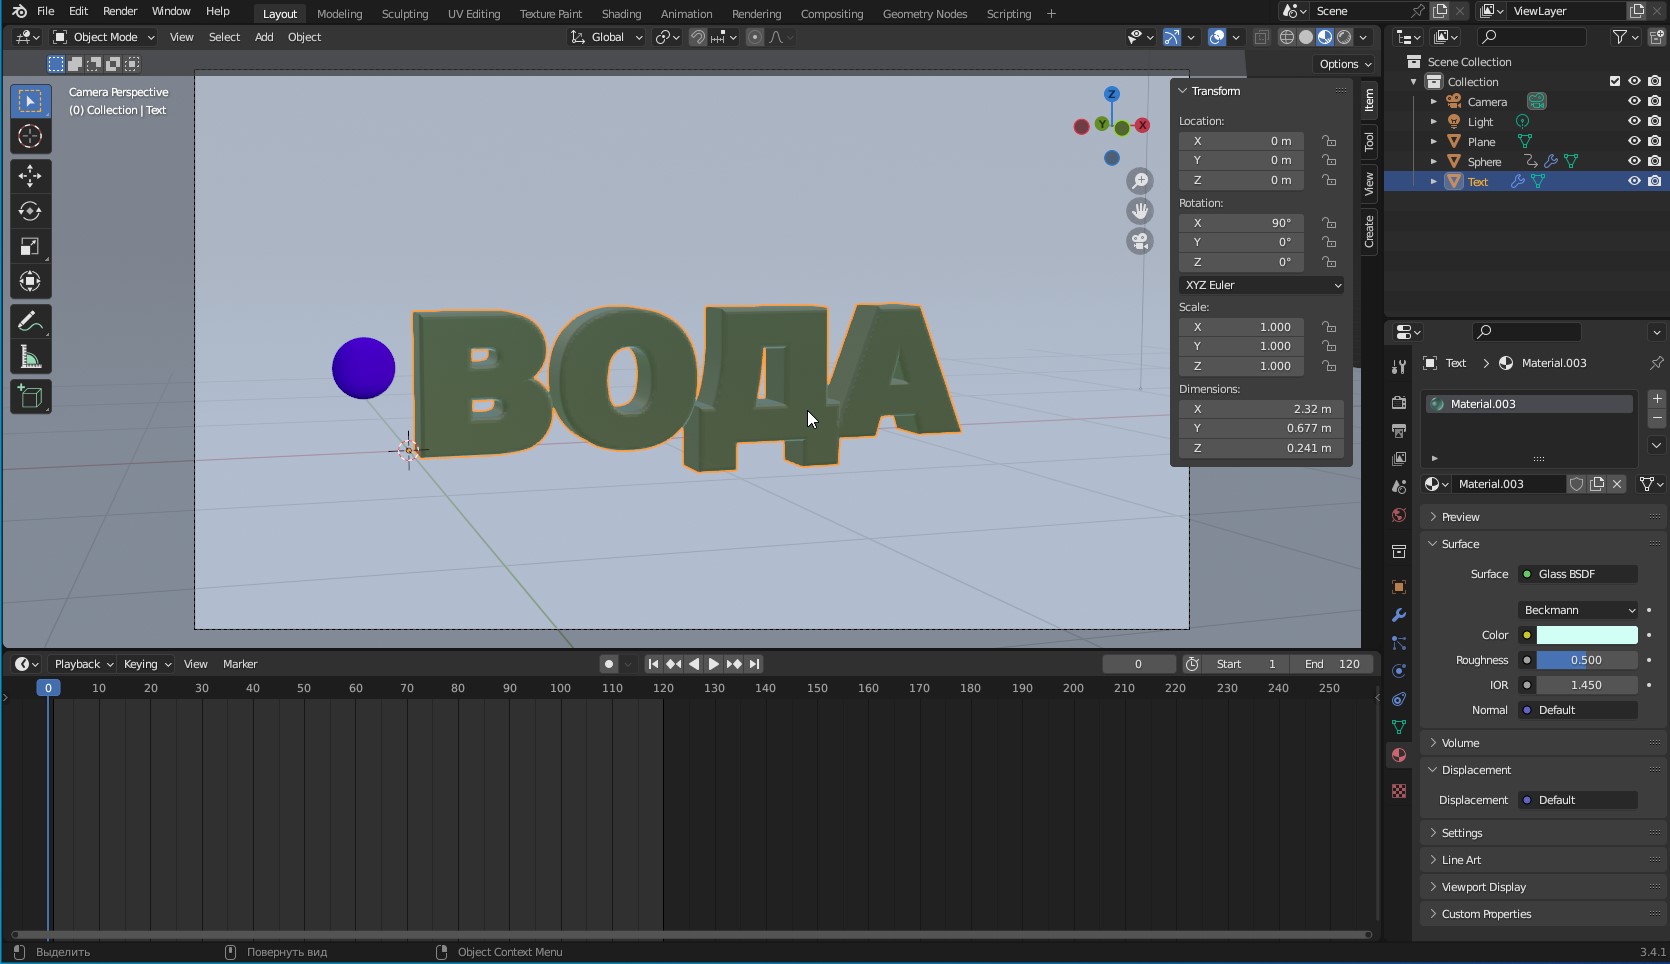 File Edit Render Window Help Layout Modeling Sculpting UV Editing Texture Paint Shading Animation Rendering Compositing Geometry Nodes Scripting + Scene ViewLayer
Object Mode View Select Add Object Global
Options
Camera Perspective
(0) Collection | Text
ВОДА
Z
Y
X
Transform
Location:
X 0 m
Y 0 m
Z 0 m
Rotation:
X 90°
Y 0°
Z 0°
XYZ Euler
Scale:
X 1.000
Y 1.000
Z 1.000
Dimensions:
X 2.32 m
Y 0.677 m
Z 0.241 m
Item
Tool
View
Create
Scene Collection
Collection
Camera
Light
Plane
Sphere
Text
Text > Material.003
Material.003
Material.003
Preview
Surface
Surface Glass BSDF
Beckmann
Color
Roughness 0.500
IOR 1.450
Normal Default
Volume
Displacement
Displacement Default
Settings
Line Art
Viewport Display
Custom Properties
Playback Keying View Marker 0 Start 1 End 120
0 10 20 30 40 50 60 70 80 90 100 110 120 130 140 150 160 170 180 190 200 210 220 230 240 250
Выделить Повернуть вид Object Context Menu 3.4.1